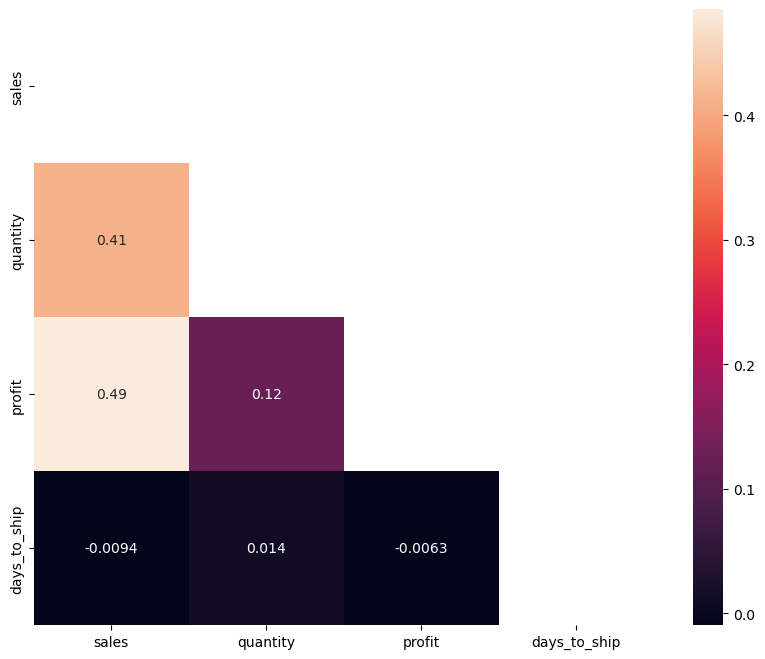 sales
quantity
profit
days_to_ship
0.41
0.49
0.12
-0.0094
0.014
-0.0063
sales
quantity
profit
days_to_ship
0.4
0.3
0.2
0.1
0.0